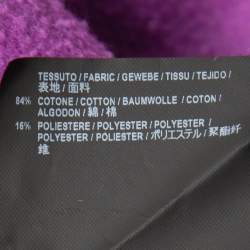 TESSUTO / FABRIC / GEWEBE / TISSU / TEJIDO /
表地 / 面料
84% COTONE / COTTON / BAUMWOLLE / COTON /
ALGODON / 綿 / 棉
16% POLIESTERE / POLYESTER / POLYESTER /
POLYESTER / POLIESTER / ポリエステル / 聚酯纤
维